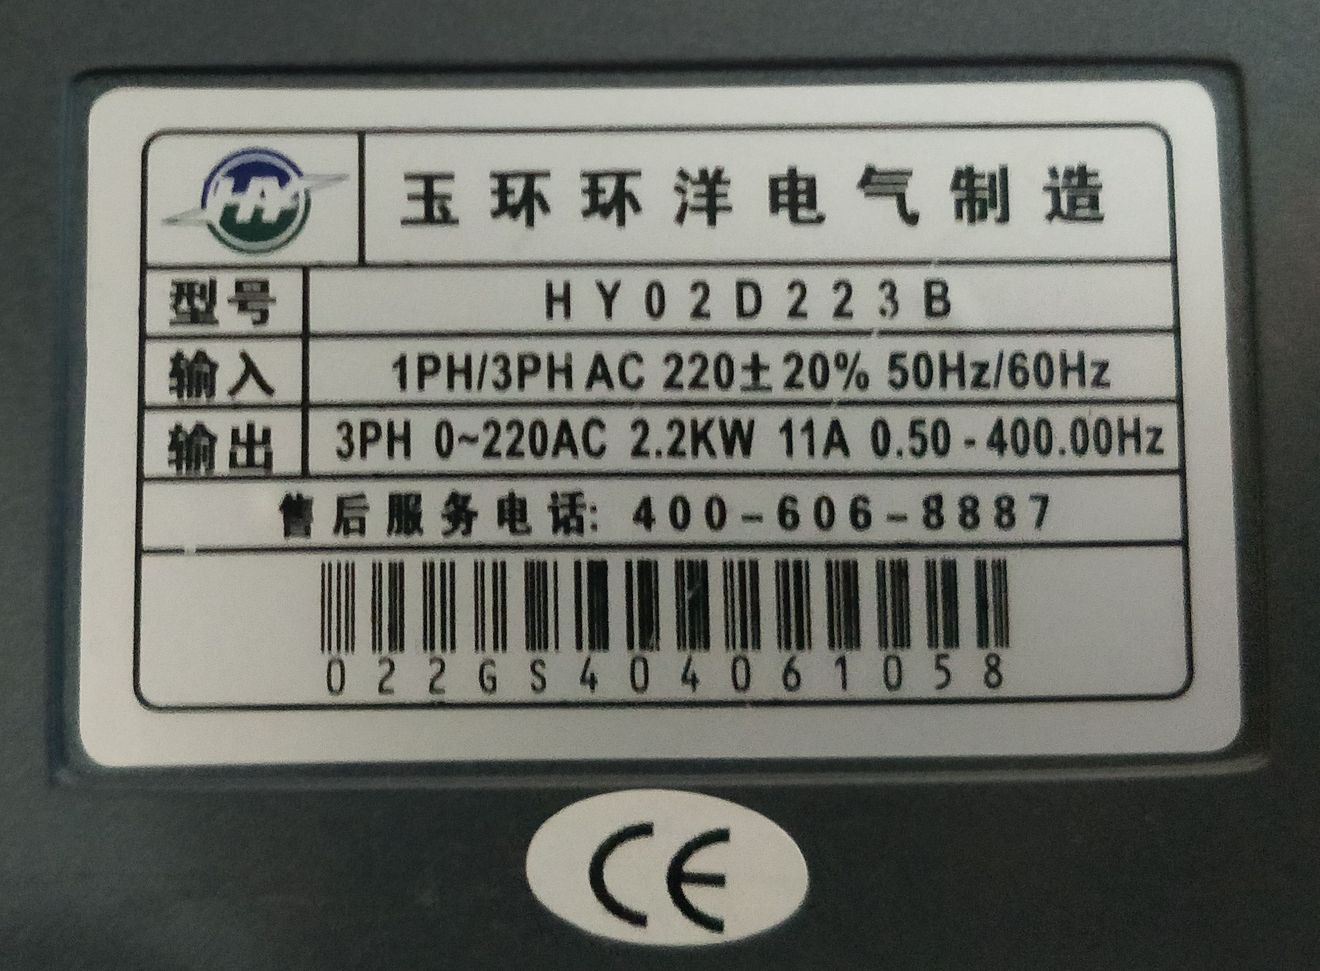 HY
玉环环洋电气制造
型号 HY02D223B
输入 1PH/3PH AC 220±20% 50Hz/60Hz
输出 3PH 0~220AC 2.2KW 11A 0.50-400.00Hz
售后服务电话: 400-606-8887
022GS404061058
CE